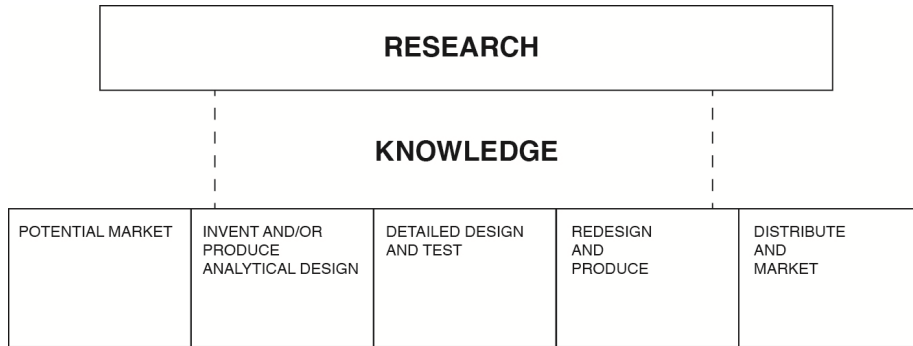 RESEARCH
KNOWLEDGE
POTENTIAL MARKET
INVENT AND/OR
PRODUCE
ANALYTICAL DESIGN
DETAILED DESIGN
AND TEST
REDESIGN
AND
PRODUCE
DISTRIBUTE
AND
MARKET